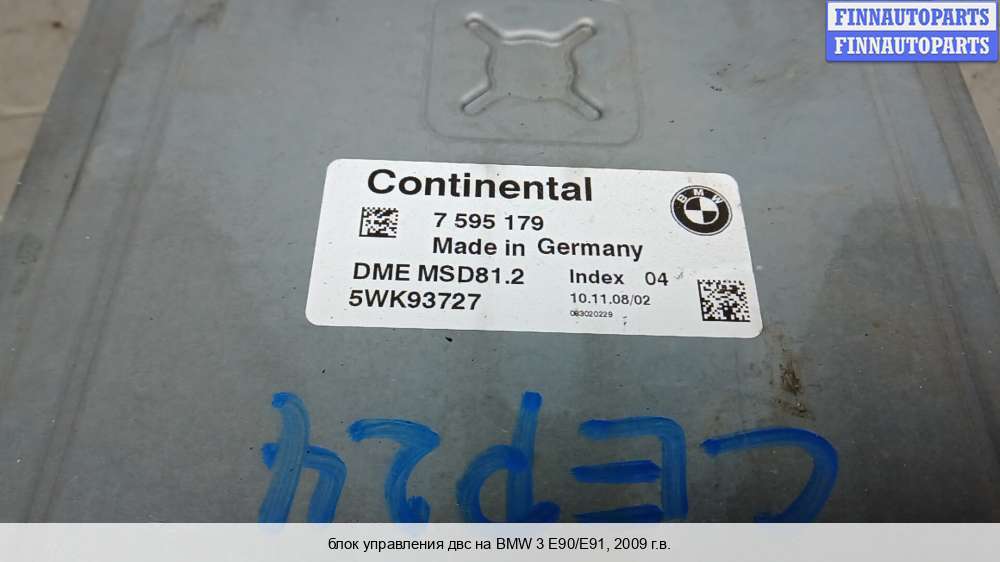 FINNAUTOPARTS
FINNAUTOPARTS
Continental
BMW
7 595 179
Made in Germany
DME MSD81.2 Index 04
5WK93727 10.11.08/02
083020229
блок управления двс на BMW 3 E90/E91, 2009 г.в.